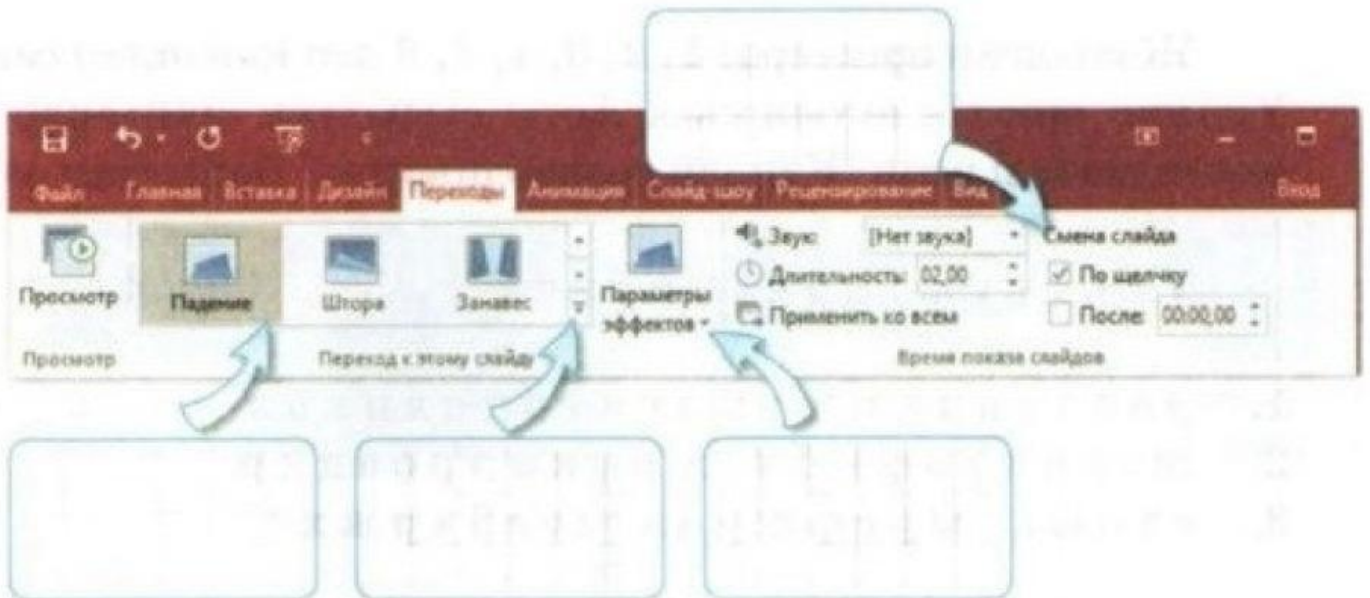 Файл Главная Вставка Дизайн Переходы Анимация Слайд-шоу Рецензирование Вид Вход
Просмотр
Падение
Штора
Занавес
Параметры
эффектов
Звук: [Нет звука]
Длительность: 02,00
Применить ко всем
Смена слайда
По щелчку
После: 00:00,00
Просмотр
Переход к этому слайду
Время показа слайдов